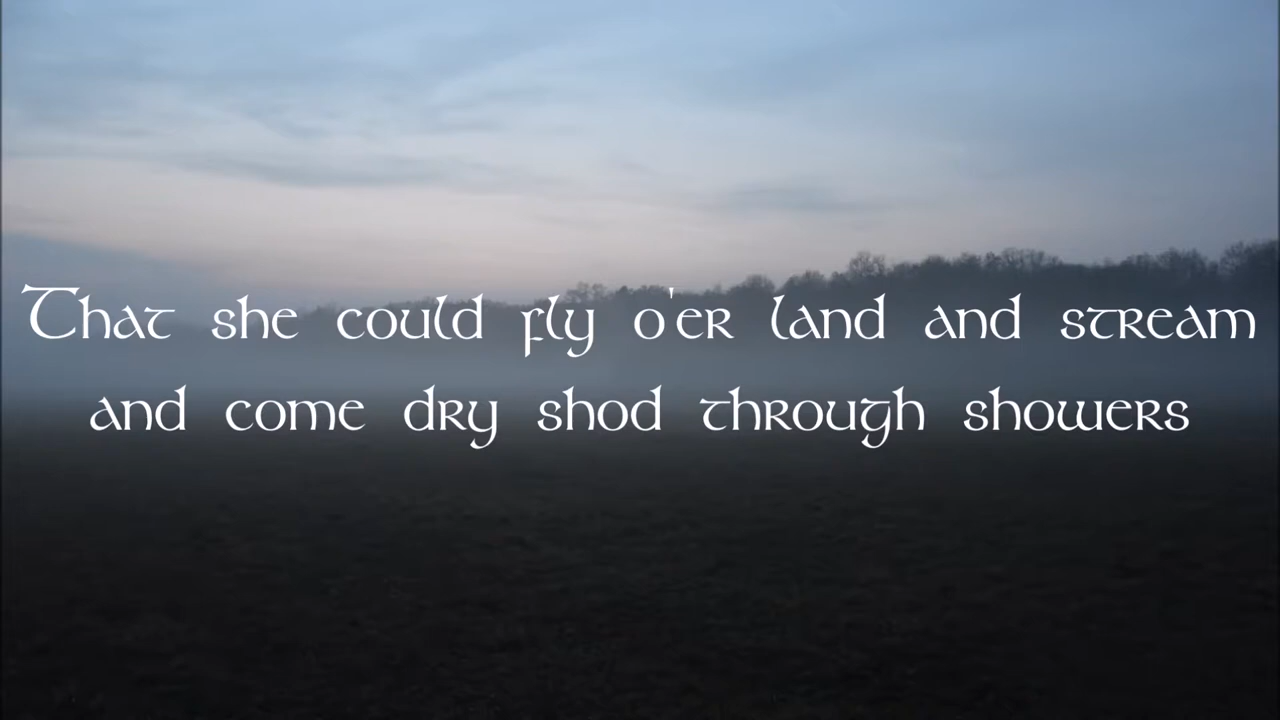 That she could fly o'er land and stream
and come dry shod through showers